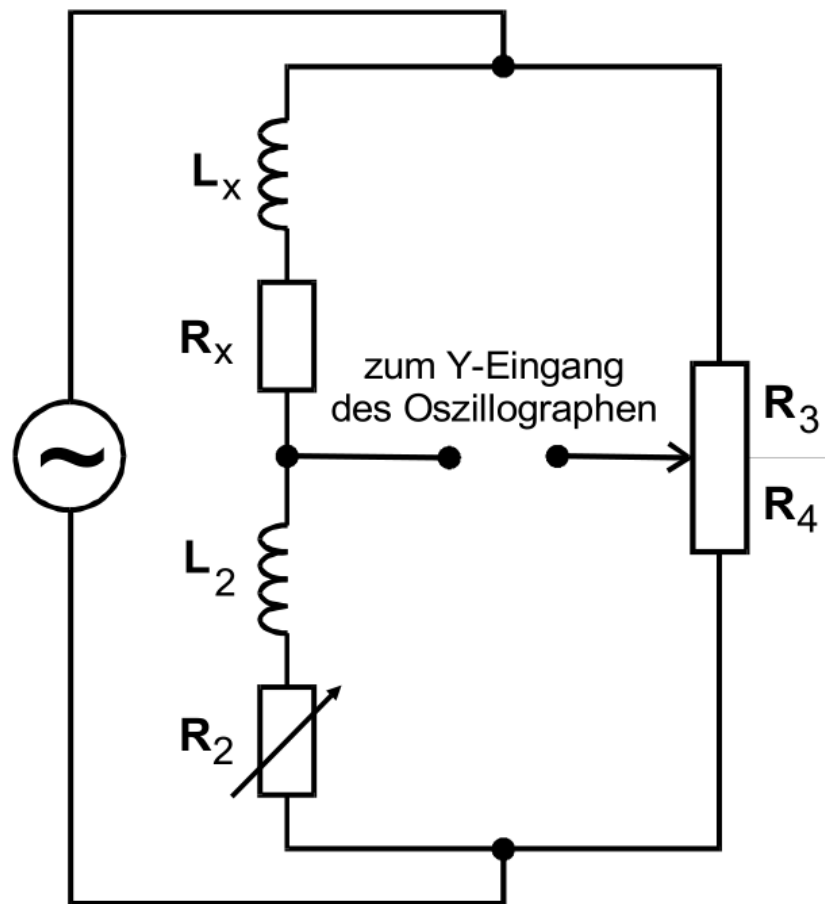 Lx
Rx
zum Y-Eingang
des Oszillographen
R3
R4
L2
R2
~